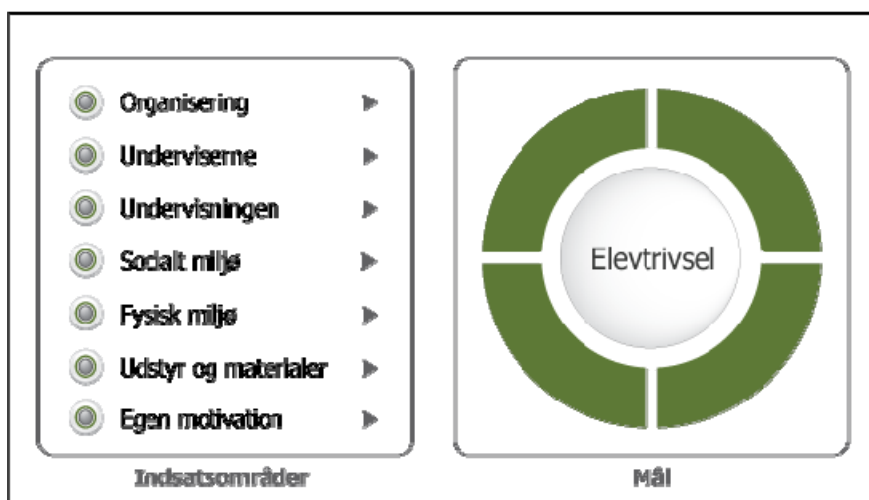 Organisering
Underviserne
Undervisningen
Socialt miljø
Fysisk miljø
Udstyr og materialer
Egen motivation
Indsatsområder
Elevtrivsel
Mål